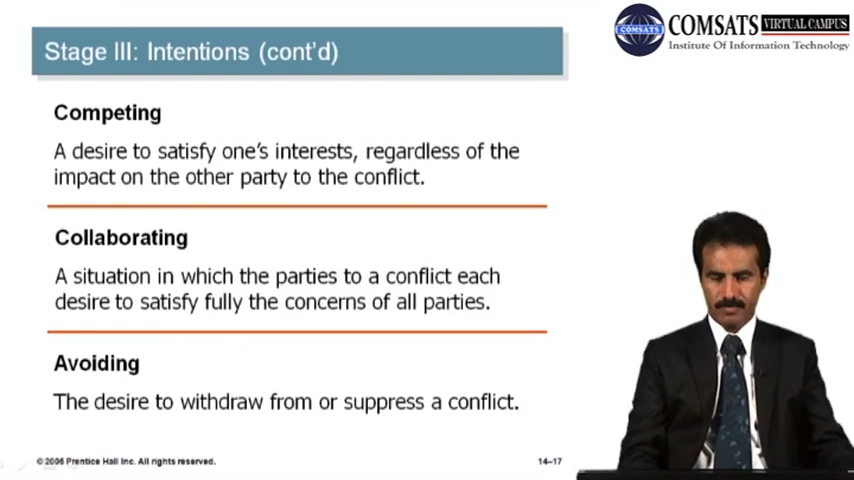 Stage III: Intentions (cont'd)
COMSATS VIRTUAL CAMPUS
Institute Of Information Technology
COMSATS
Competing
A desire to satisfy one's interests, regardless of the
impact on the other party to the conflict.
Collaborating
A situation in which the parties to a conflict each
desire to satisfy fully the concerns of all parties.
Avoiding
The desire to withdraw from or suppress a conflict.
© 2005 Prentice Hall Inc. All rights reserved.
14–17